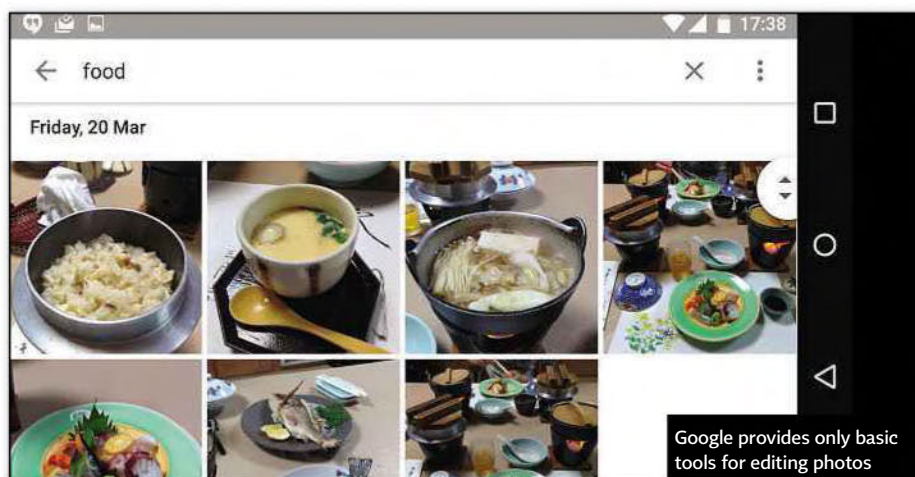 17:38
food
Friday, 20 Mar
Google provides only basic
tools for editing photos